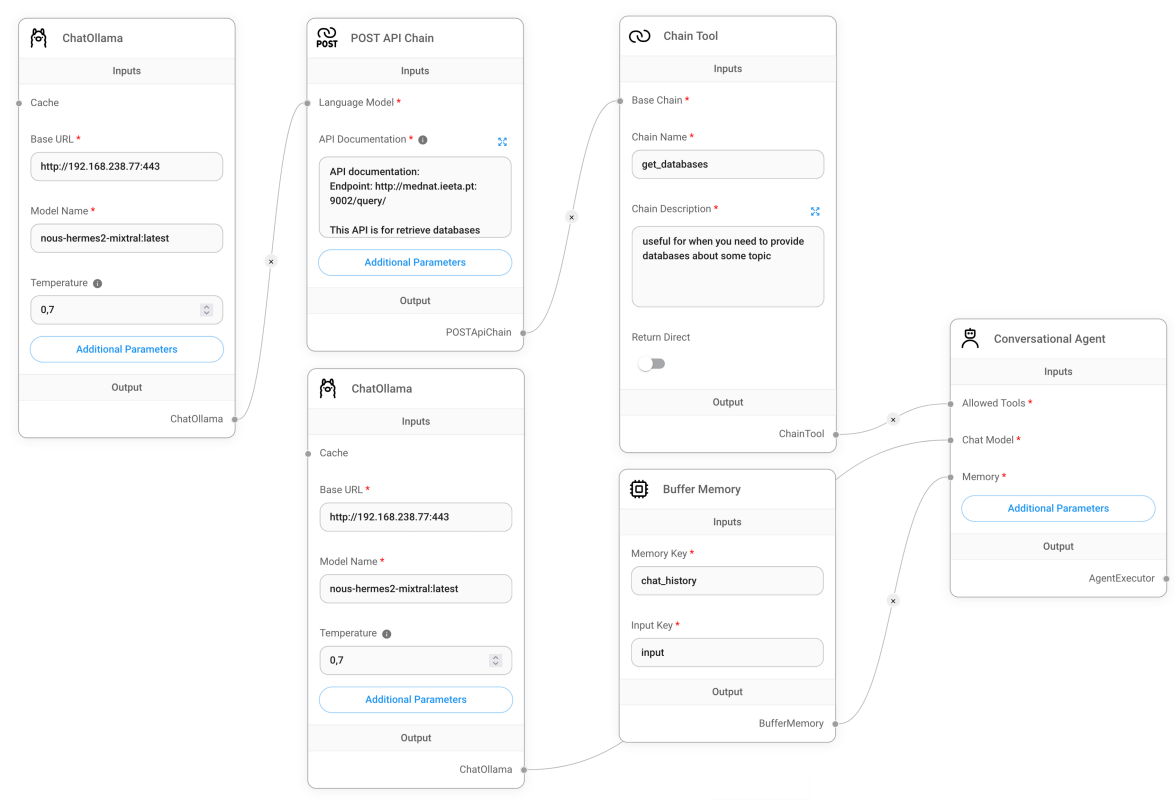 ChatOllama
Inputs
Cache
Base URL *
http://192.168.238.77:443
Model Name *
nous-hermes2-mixtral:latest
Temperature
0,7
Additional Parameters
Output
ChatOllama
POST
POST API Chain
Inputs
Language Model *
API Documentation *
API documentation:
Endpoint: http://mednat.ieeta.pt:
9002/query/
This API is for retrieve databases
Additional Parameters
Output
POSTApiChain
ChatOllama
Inputs
Cache
Base URL *
http://192.168.238.77:443
Model Name *
nous-hermes2-mixtral:latest
Temperature
0,7
Additional Parameters
Output
ChatOllama
Chain Tool
Inputs
Base Chain *
Chain Name *
get_databases
Chain Description *
useful for when you need to provide
databases about some topic
Return Direct
Output
ChainTool
Buffer Memory
Inputs
Memory Key *
chat_history
Input Key *
input
Output
BufferMemory
Conversational Agent
Inputs
Allowed Tools *
Chat Model *
Memory *
Additional Parameters
Output
AgentExecutor